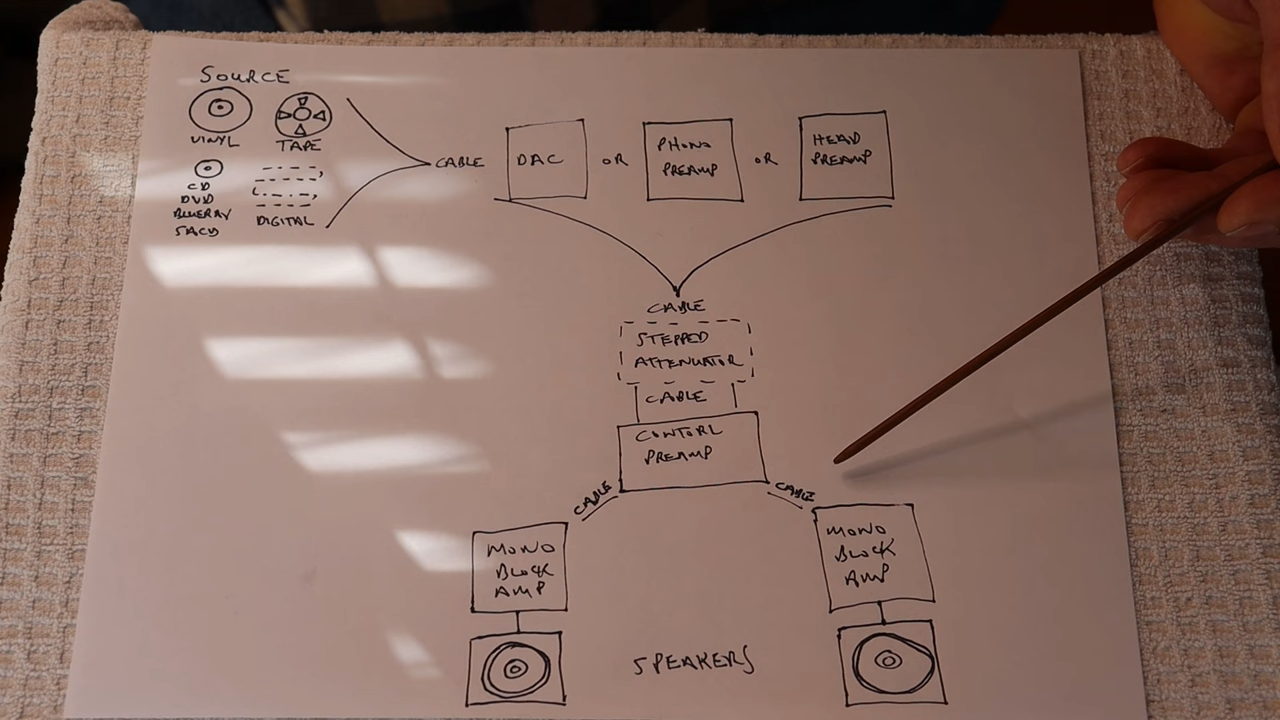 SOURCE
VINYL
TAPE
CD
DVD
BLUERAY
SACD
DIGITAL
CABLE
DAC
OR
PHONO
PREAMP
OR
HEAD
PREAMP
CABLE
STEPPED
ATTENUATOR
CABLE
CONTORL
PREAMP
CABLE
CABLE
MONO
BLOCK
AMP
MONO
BLOCK
AMP
SPEAKERS